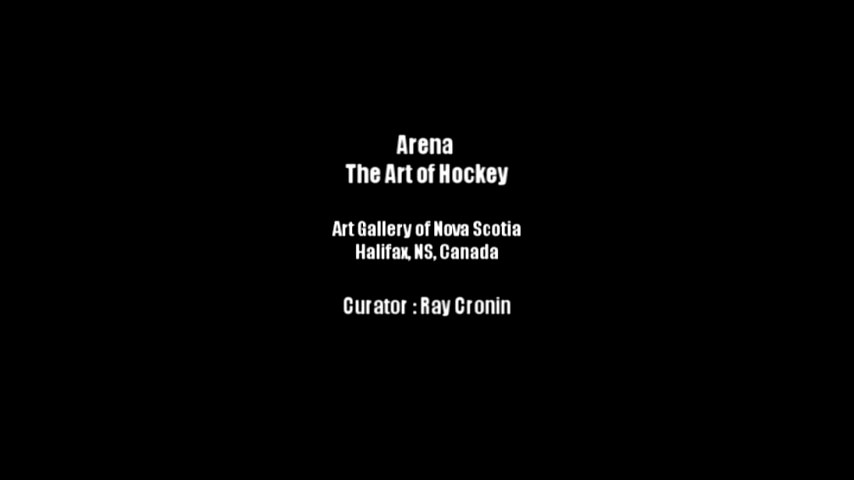 Arena
The Art of Hockey
Art Gallery of Nova Scotia
Halifax, NS, Canada
Curator : Ray Cronin